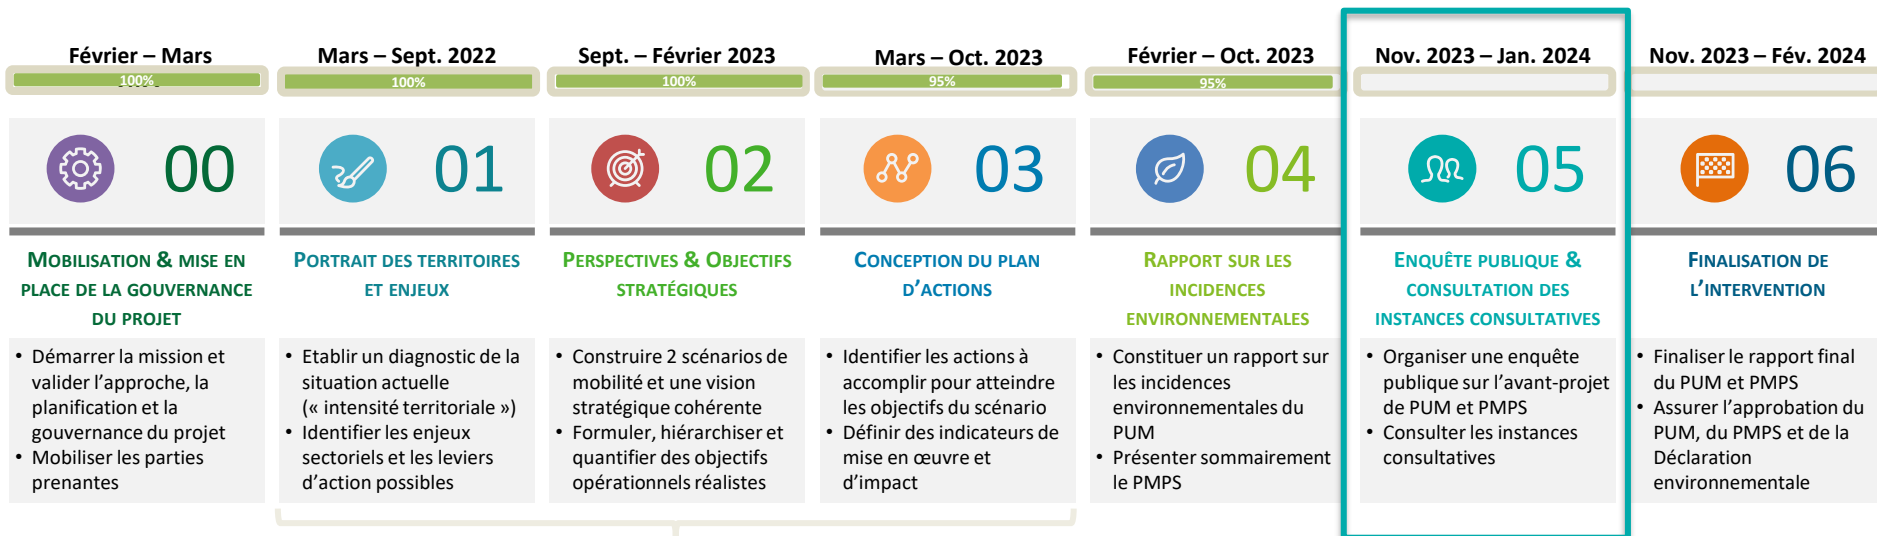 Février – Mars
100%
00
MOBILISATION & MISE EN
PLACE DE LA GOUVERNANCE
DU PROJET
• Démarrer la mission et
valider l'approche, la
planification et la
gouvernance du projet
• Mobiliser les parties
prenantes
Mars – Sept. 2022
100%
01
PORTRAIT DES TERRITOIRES
ET ENJEUX
• Etablir un diagnostic de la
situation actuelle
(« intensité territoriale »)
• Identifier les enjeux
sectoriels et les leviers
d'action possibles
Sept. – Février 2023
100%
02
PERSPECTIVES & OBJECTIFS
STRATÉGIQUES
• Construire 2 scénarios de
mobilité et une vision
stratégique cohérente
• Formuler, hiérarchiser et
quantifier des objectifs
opérationnels réalistes
Mars – Oct. 2023
95%
03
CONCEPTION DU PLAN
D'ACTIONS
• Identifier les actions à
accomplir pour atteindre
les objectifs du scénario
• Définir des indicateurs de
mise en œuvre et
d'impact
Février – Oct. 2023
95%
04
RAPPORT SUR LES
INCIDENCES
ENVIRONNEMENTALES
• Constituer un rapport sur
les incidences
environnementales du
PUM
• Présenter sommairement
le PMPS
Nov. 2023 – Jan. 2024
05
ENQUÊTE PUBLIQUE &
CONSULTATION DES
INSTANCES CONSULTATIVES
• Organiser une enquête
publique sur l'avant-projet
de PUM et PMPS
• Consulter les instances
consultatives
Nov. 2023 – Fév. 2024
06
FINALISATION DE
L'INTERVENTION
• Finaliser le rapport final
du PUM et PMPS
• Assurer l'approbation du
PUM, du PMPS et de la
Déclaration
environnementale